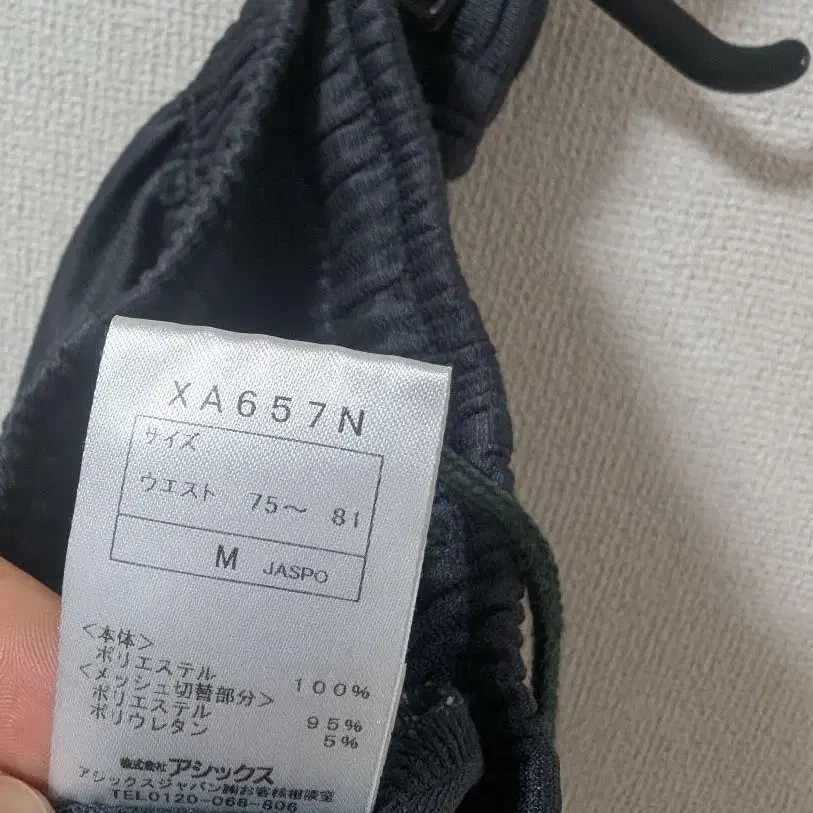 XA657N
サイズ
ウエスト 75～ 81
M JASPO
<本体>
ポリエステル 100%
<メッシュ切替部分>
ポリエステル 95%
ポリウレタン 5%
株式会社アシックス
アシックスジャパン㈱お客様相談室
TEL0120-068-806